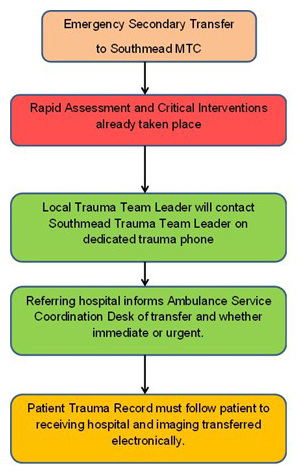 Emergency Secondary Transfer
to Southmead MTC
Rapid Assessment and Critical Interventions
already taken place
Local Trauma Team Leader will contact
Southmead Trauma Team Leader on
dedicated trauma phone
Referring hospital informs Ambulance Service
Coordination Desk of transfer and whether
immediate or urgent.
Patient Trauma Record must follow patient to
receiving hospital and imaging transferred
electronically.